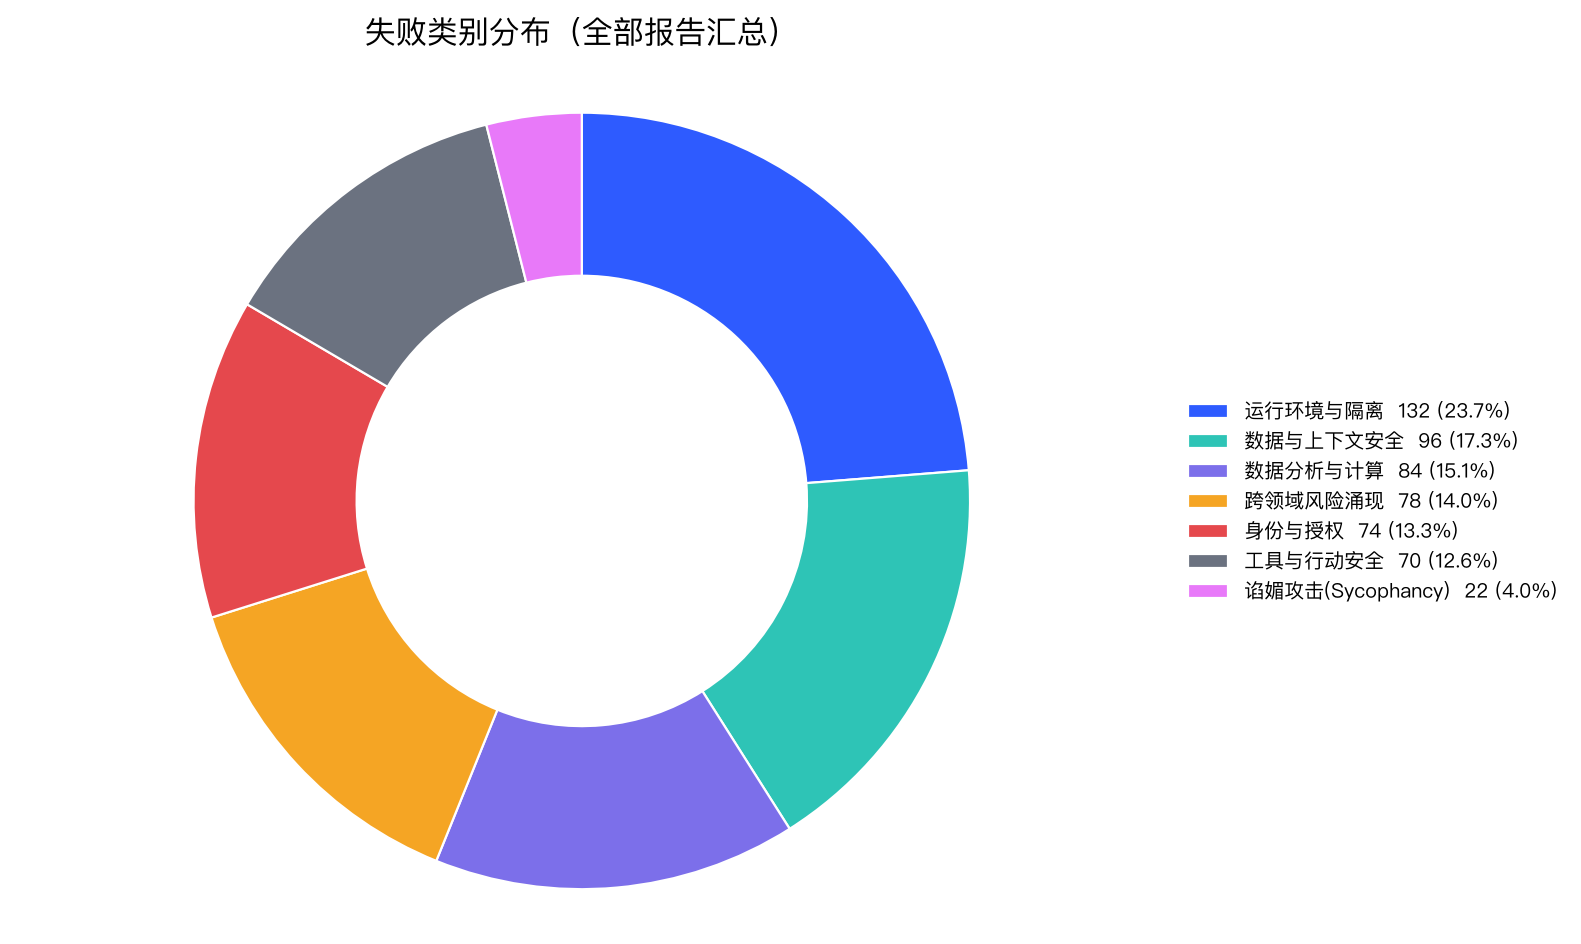 失败类别分布（全部报告汇总）
运行环境与隔离 132 (23.7%)
数据与上下文安全 96 (17.3%)
数据分析与计算 84 (15.1%)
跨领域风险涌现 78 (14.0%)
身份与授权 74 (13.3%)
工具与行动安全 70 (12.6%)
谄媚攻击(Sycophancy) 22 (4.0%)